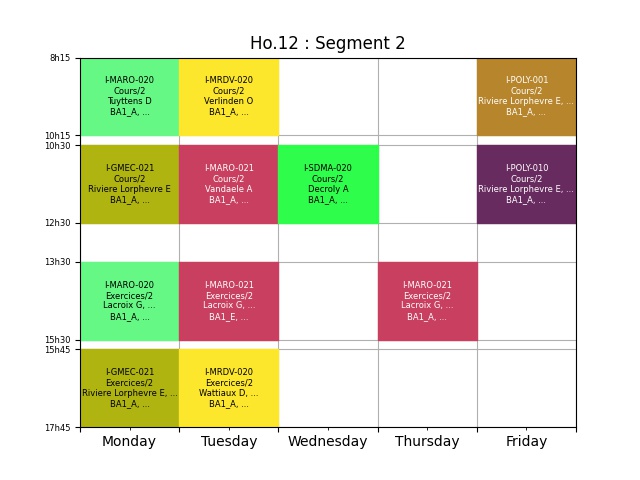 Ho.12 : Segment 2
8h15
I-MARO-020
Cours/2
Tuyttens D
BA1_A, ...
I-MRDV-020
Cours/2
Verlinden O
BA1_A, ...
I-POLY-001
Cours/2
Riviere Lorphevre E, ...
BA1_A, ...
10h15
10h30
I-GMEC-021
Cours/2
Riviere Lorphevre E
BA1_A, ...
I-MARO-021
Cours/2
Vandaele A
BA1_A, ...
I-SDMA-020
Cours/2
Decroly A
BA1_A, ...
I-POLY-010
Cours/2
Riviere Lorphevre E, ...
BA1_A, ...
12h30
13h30
I-MARO-020
Exercices/2
Lacroix G, ...
BA1_A, ...
I-MARO-021
Exercices/2
Lacroix G, ...
BA1_E, ...
I-MARO-021
Exercices/2
Lacroix G, ...
BA1_A, ...
15h30
15h45
I-GMEC-021
Exercices/2
Riviere Lorphevre E, ...
BA1_A, ...
I-MRDV-020
Exercices/2
Wattiaux D, ...
BA1_A, ...
17h45
Monday
Tuesday
Wednesday
Thursday
Friday